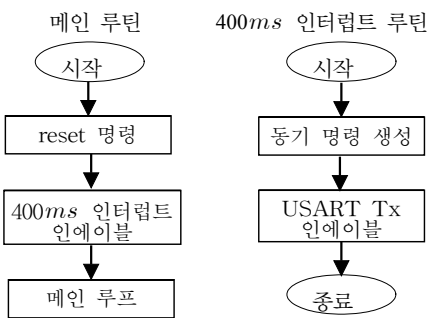 메인 루틴
시작
reset 명령
400ms 인터럽트
인에이블
메인 루프
400ms 인터럽트 루틴
시작
동기 명령 생성
USART Tx
인에이블
종료